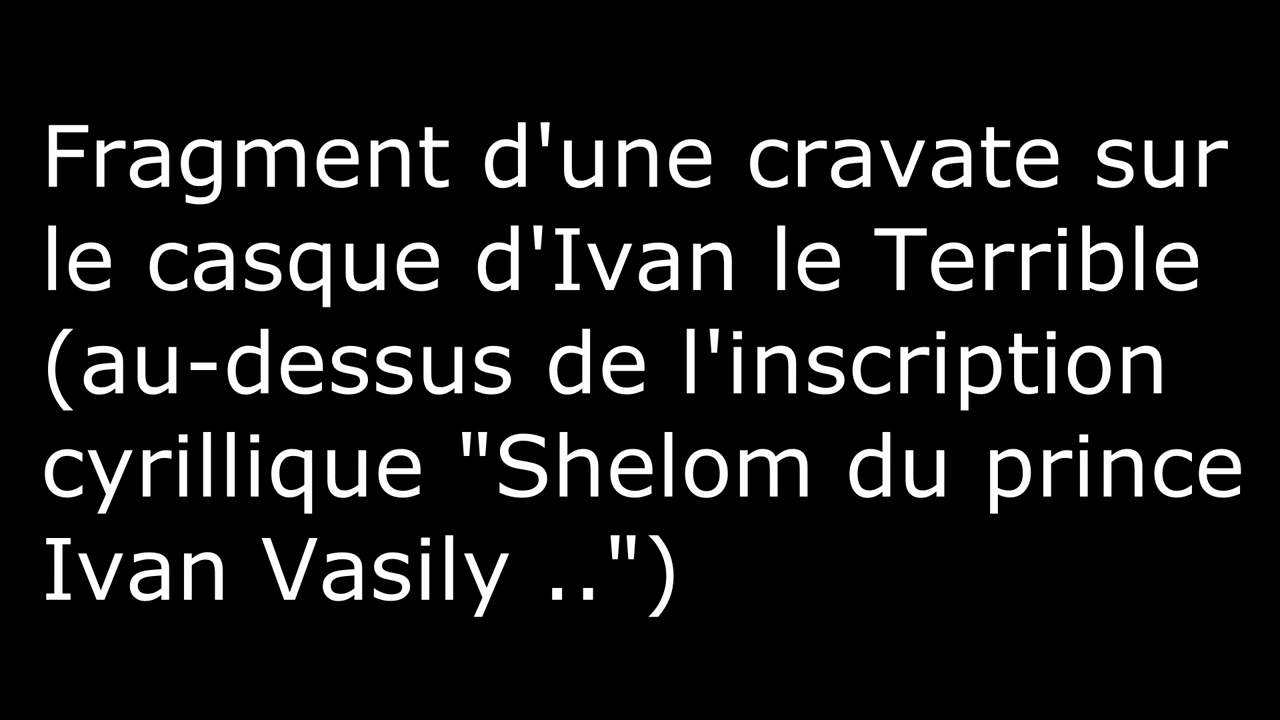 Fragment d'une cravate sur
le casque d'Ivan le Terrible
(au-dessus de l'inscription
cyrillique "Shelom du prince
Ivan Vasily ..")